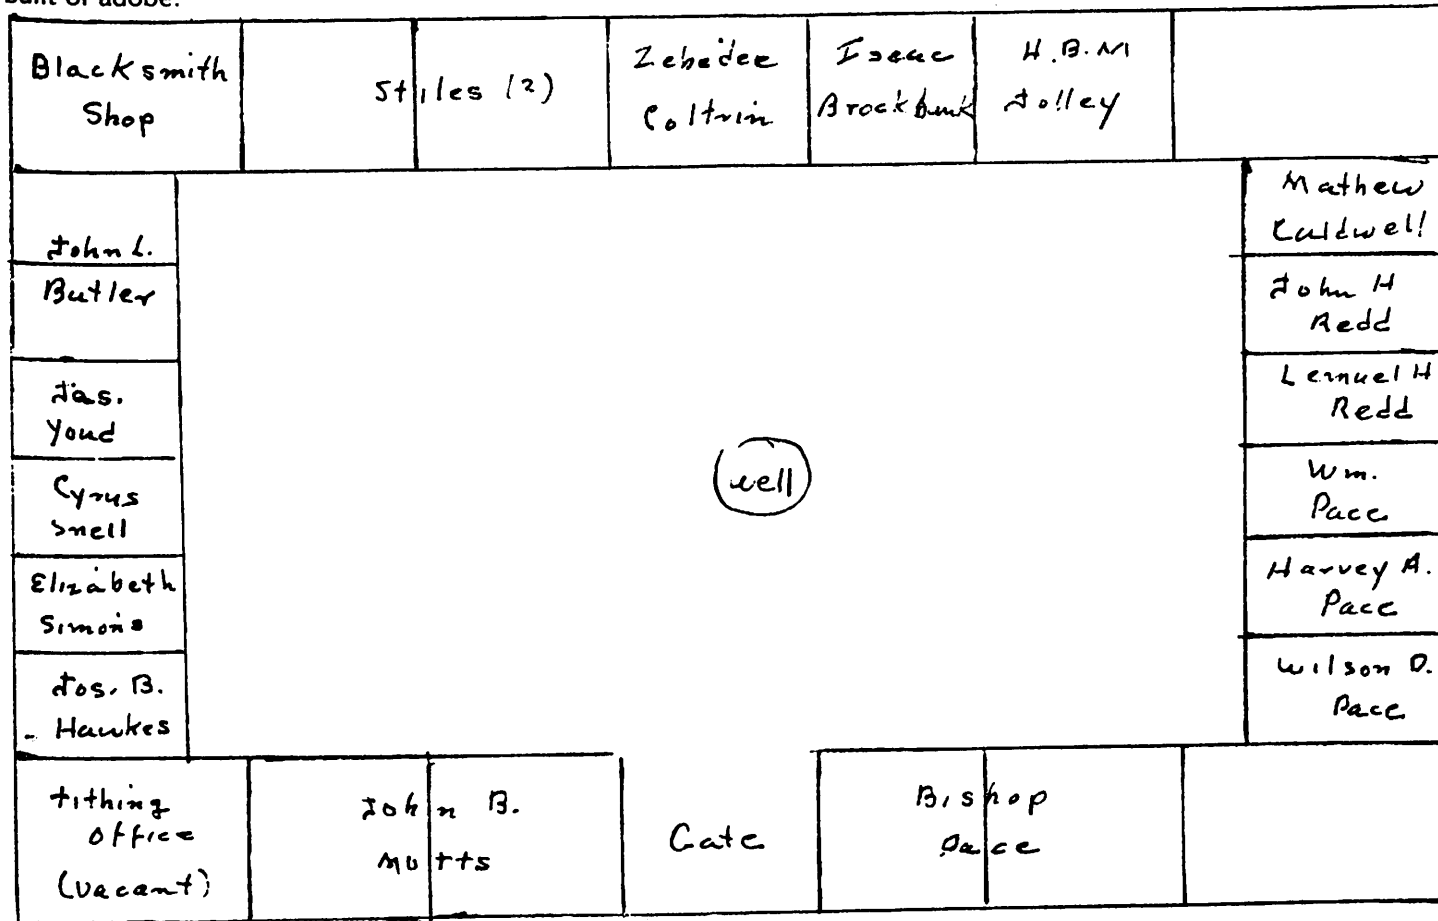 built of adobe.
Blacksmith
Shop
Stiles (2)
Zebedee
Coltrin
Isaac
Brockbank
H.B.M
Jolley
Mathew
Caldwell
John L.
Butler
John H
Redd
Jas.
Youd
Lemuel H
Redd
Cyrus
Snell
well
Wm.
Pace
Elizabeth
Simons
Harvey A.
Pace
Jos. B.
Hawkes
Wilson D.
Pace
tithing
office
(vacant)
John B.
Motts
Gate
Bishop
Pace